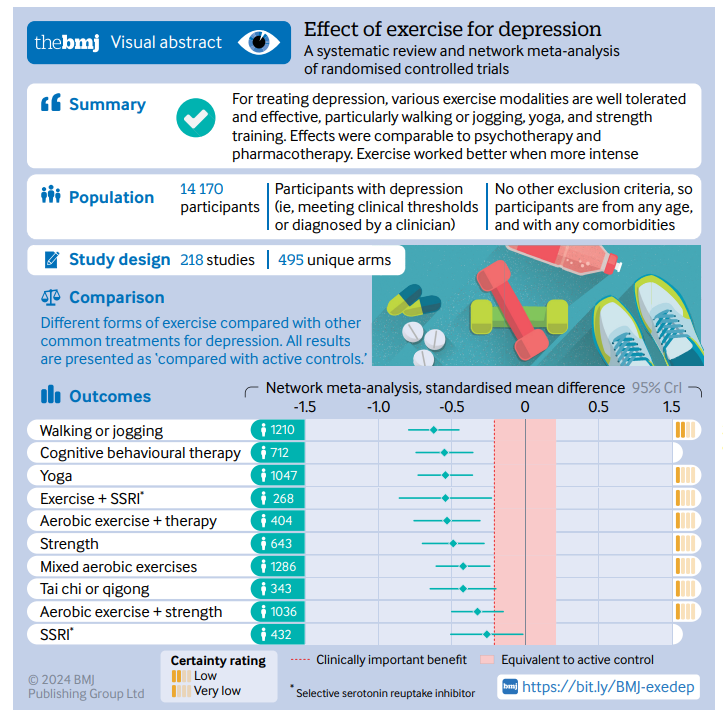 thebmj Visual abstract
Effect of exercise for depression
A systematic review and network meta-analysis
of randomised controlled trials
Summary
For treating depression, various exercise modalities are well tolerated
and effective, particularly walking or jogging, yoga, and strength
training. Effects were comparable to psychotherapy and
pharmacotherapy. Exercise worked better when more intense
Population
14 170
participants
Participants with depression
(ie, meeting clinical thresholds
or diagnosed by a clinician)
No other exclusion criteria, so
participants are from any age,
and with any comorbidities
Study design 218 studies 495 unique arms
Comparison
Different forms of exercise compared with other
common treatments for depression. All results
are presented as 'compared with active controls.'
Outcomes
Network meta-analysis, standardised mean difference 95% CrI
-1.5 -1.0 -0.5 0 0.5 1.5
Walking or jogging 1210
Cognitive behavioural therapy 712
Yoga 1047
Exercise + SSRI* 268
Aerobic exercise + therapy 404
Strength 643
Mixed aerobic exercises 1286
Tai chi or qigong 343
Aerobic exercise + strength 1036
SSRI* 432
© 2024 BMJ
Publishing Group Ltd
Certainty rating
Low
Very low
Clinically important benefit
Equivalent to active control
* Selective serotonin reuptake inhibitor
bmj https://bit.ly/BMJ-exedep